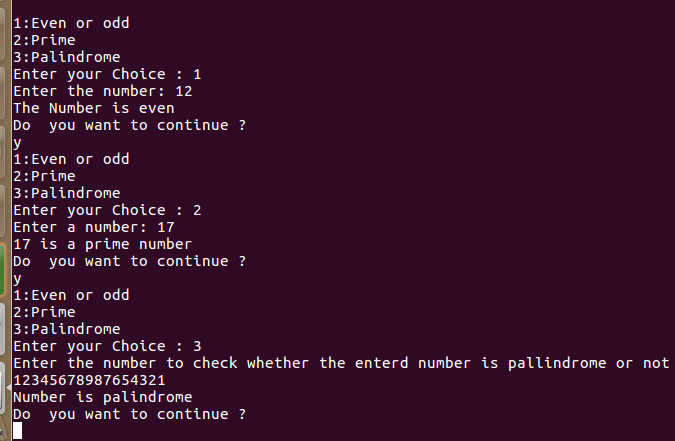 1:Even or odd
2:Prime
3:Palindrome
Enter your Choice : 1
Enter the number: 12
The Number is even
Do  you want to continue ?
y
1:Even or odd
2:Prime
3:Palindrome
Enter your Choice : 2
Enter a number: 17
17 is a prime number
Do  you want to continue ?
y
1:Even or odd
2:Prime
3:Palindrome
Enter your Choice : 3
Enter the number to check whether the enterd number is pallindrome or not
12345678987654321
Number is palindrome
Do  you want to continue ?